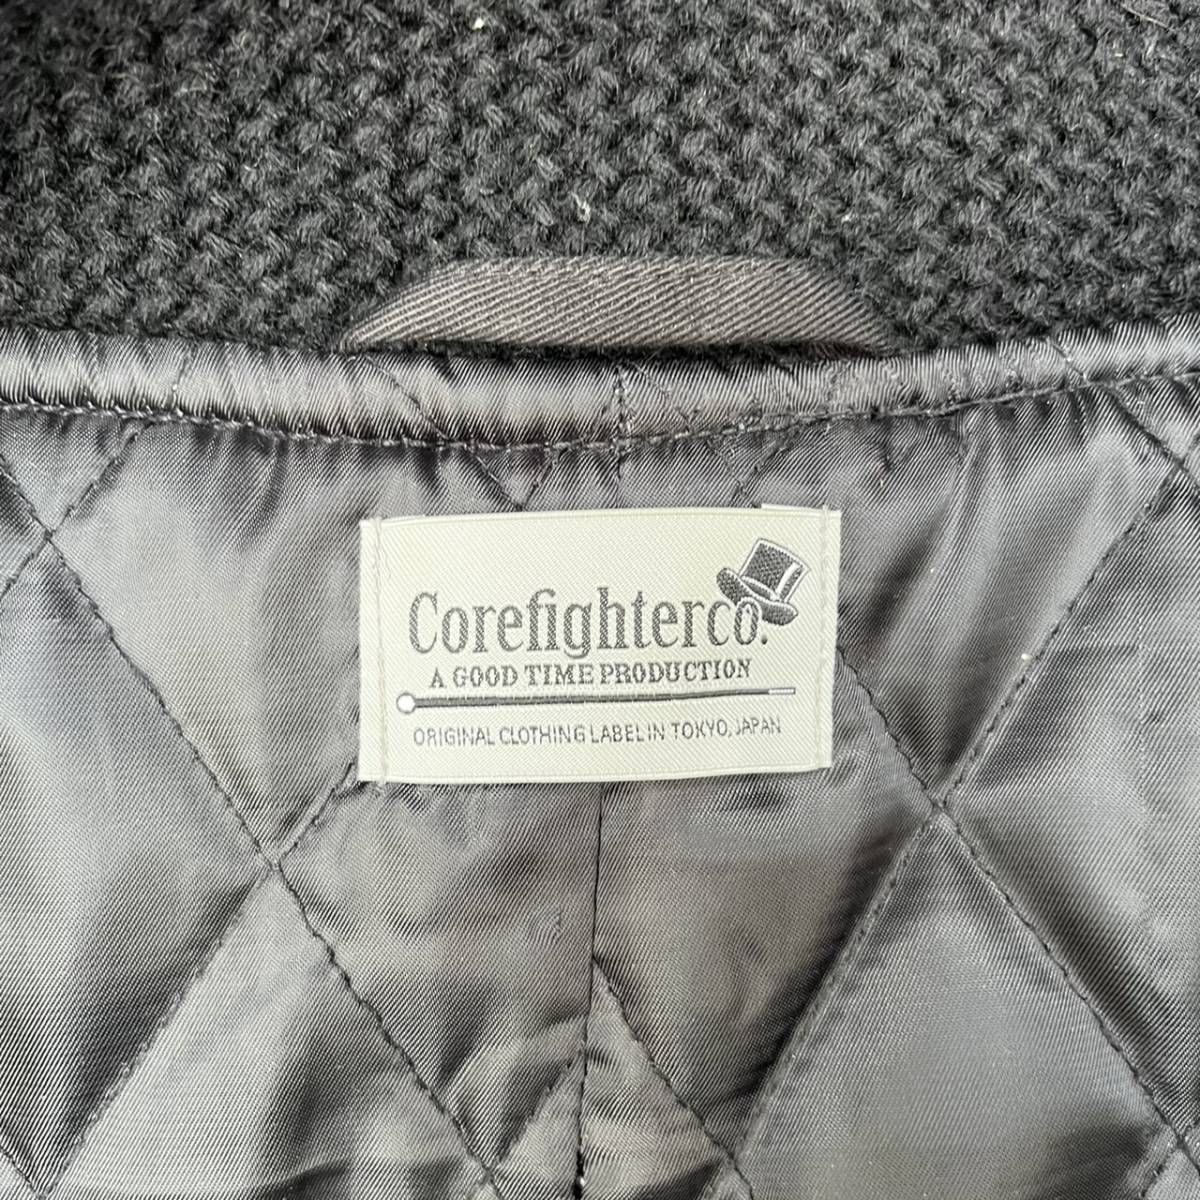 Corefighterco.
A GOOD TIME PRODUCTION
ORIGINAL CLOTHING LABEL IN TOKYO, JAPAN